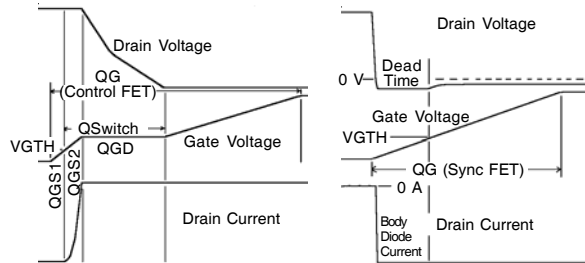 Drain Voltage
QG
(Control FET)
QSwitch
VGTH
QGD
Gate Voltage
QGS1
QGS2
Drain Current
Drain Voltage
0 V
Dead
Time
Gate Voltage
VGTH
QG (Sync FET)
0 A
Body
Diode
Current
Drain Current